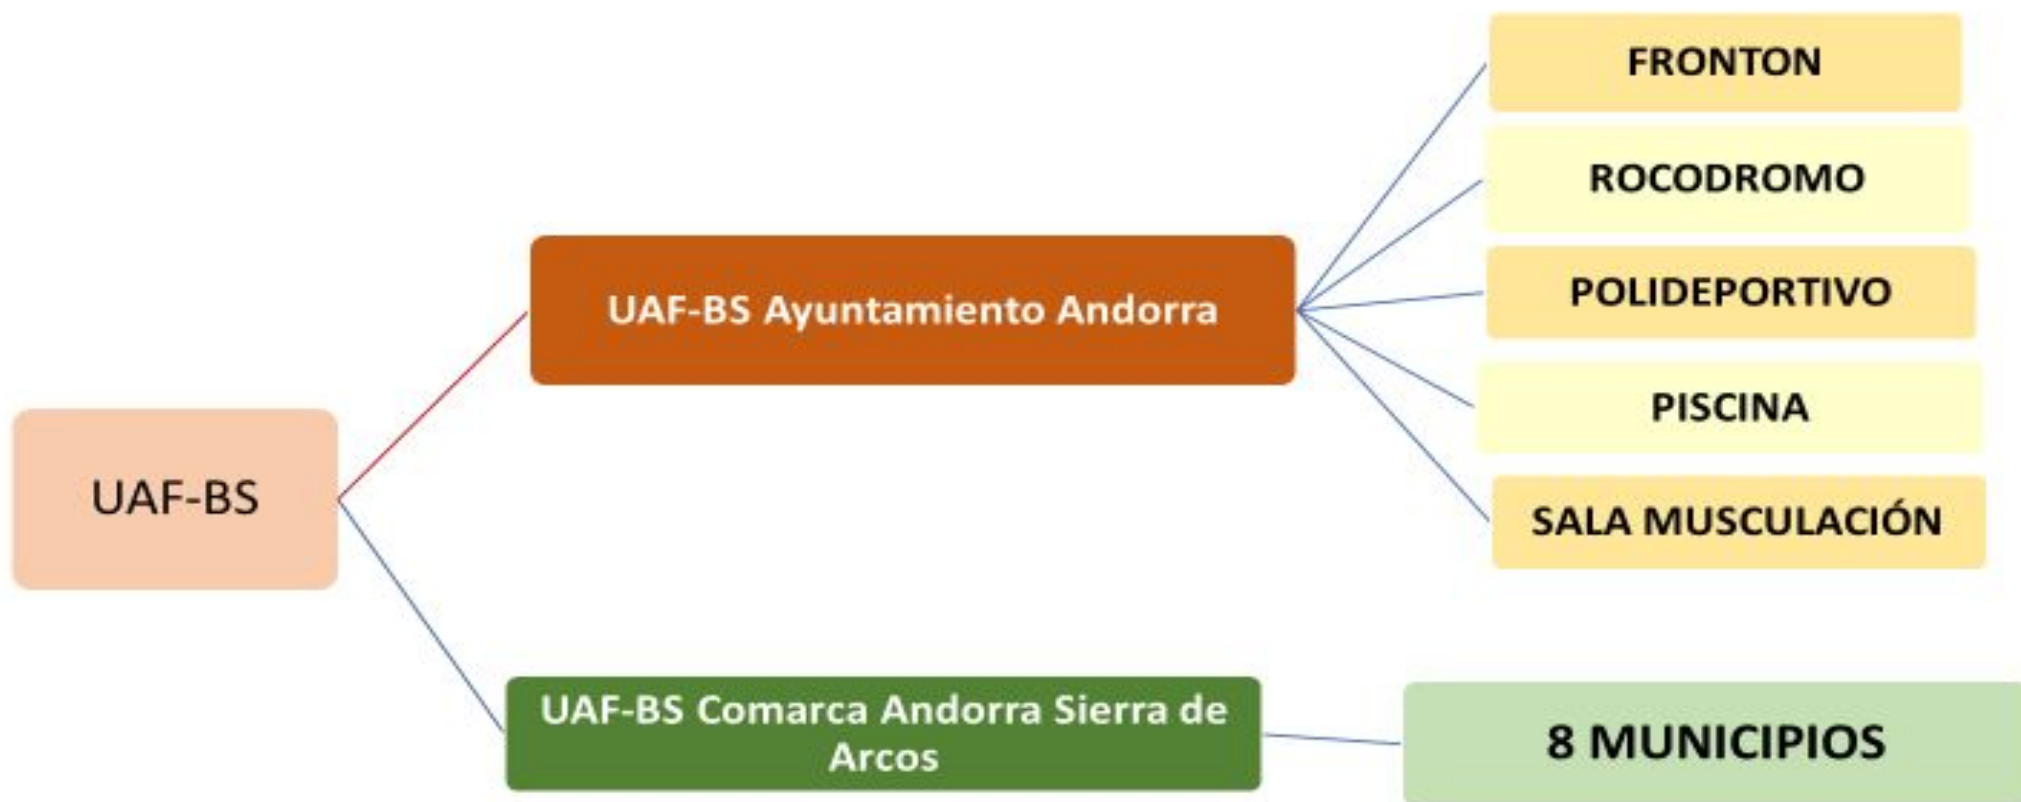 UAF-BS
UAF-BS Ayuntamiento Andorra
FRONTON
ROCODROMO
POLIDEPORTIVO
PISCINA
SALA MUSCULACIÓN
UAF-BS Comarca Andorra Sierra de
Arcos
8 MUNICIPIOS